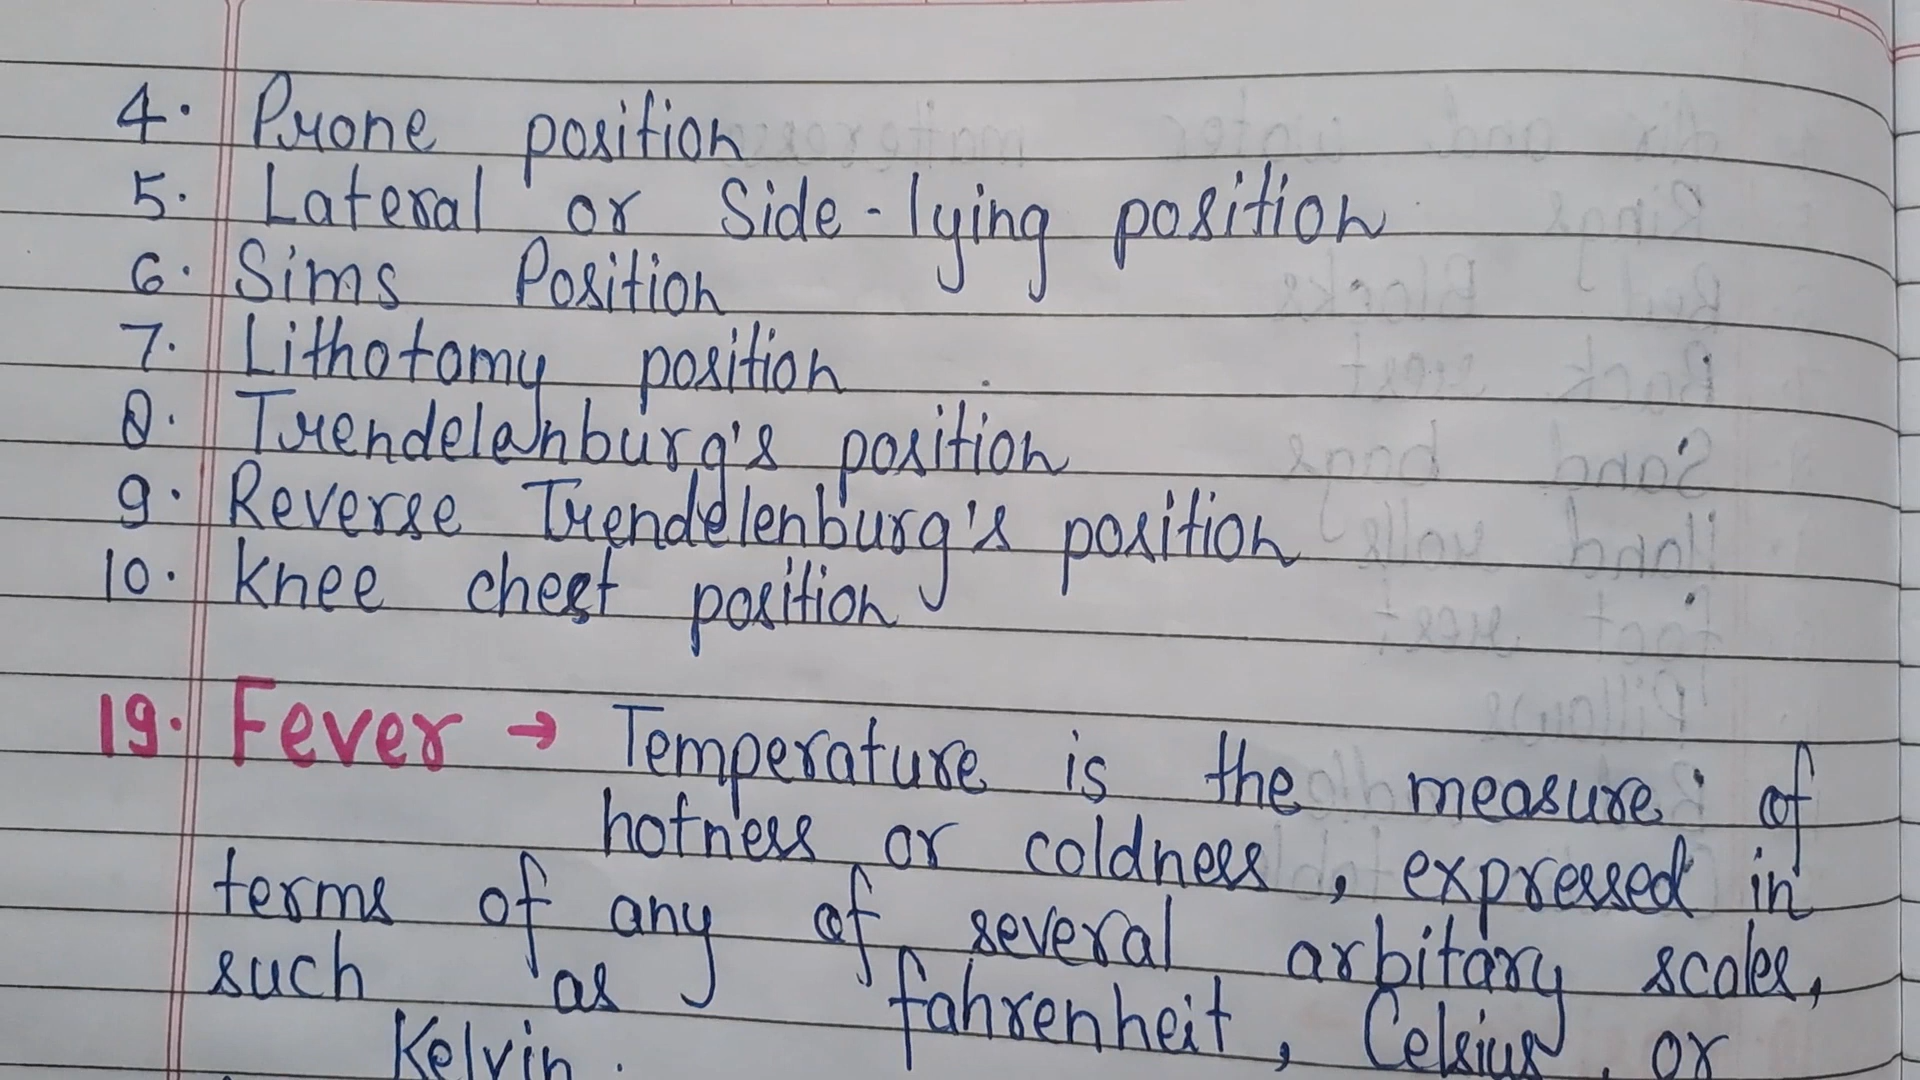 4. Prone position
5. Lateral or Side-lying position
6. Sims Position
7. Lithotomy position
8. Trendelenburg's position
9. Reverse Trendelenburg's position
10. Knee chest position
19. Fever → Temperature is the measure of
hotness or coldness, expressed in
terms of any of several arbitary scales,
such as fahrenheit, Celsius, or
Kelvin.